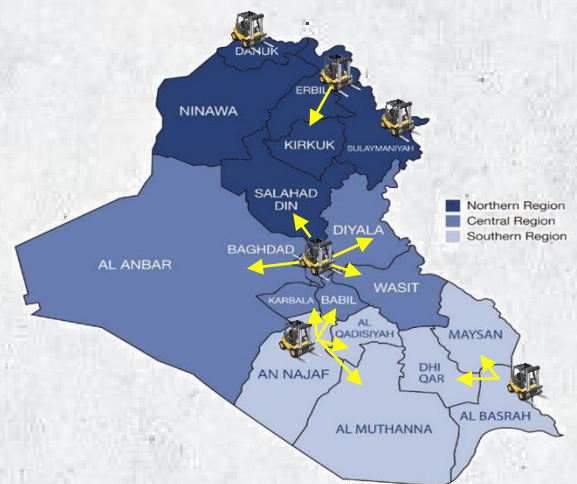 DANUK
ERBIL
NINAWA
KIRKUK
SULAYMANIYAH
SALAHAD
DIN
DIYALA
BAGHDAD
AL ANBAR
WASIT
KARBALA
BABIL
AL
QADISIYAH
MAYSAN
AN NAJAF
DHI
QAR
AL BASRAH
AL MUTHANNA
Northern Region
Central Region
Southern Region